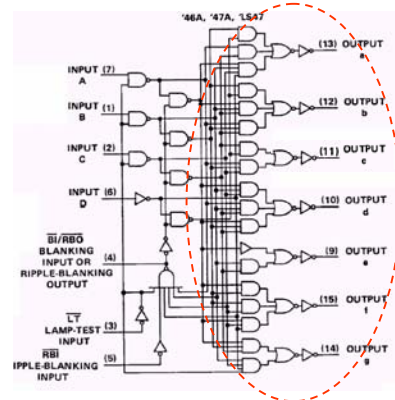 '46A, '47A, 'LS47
INPUT (7)
A
INPUT (1)
B
INPUT (2)
C
INPUT (6)
D
BI/RBO
BLANKING (4)
INPUT OR
RIPPLE-BLANKING
OUTPUT
LT
LAMP-TEST (3)
INPUT
RBI (5)
IPPLE-BLANKING
INPUT
(13) OUTPUT
a
(12) OUTPUT
b
(11) OUTPUT
c
(10) OUTPUT
d
(9) OUTPUT
e
(15) OUTPUT
f
(14) OUTPUT
g